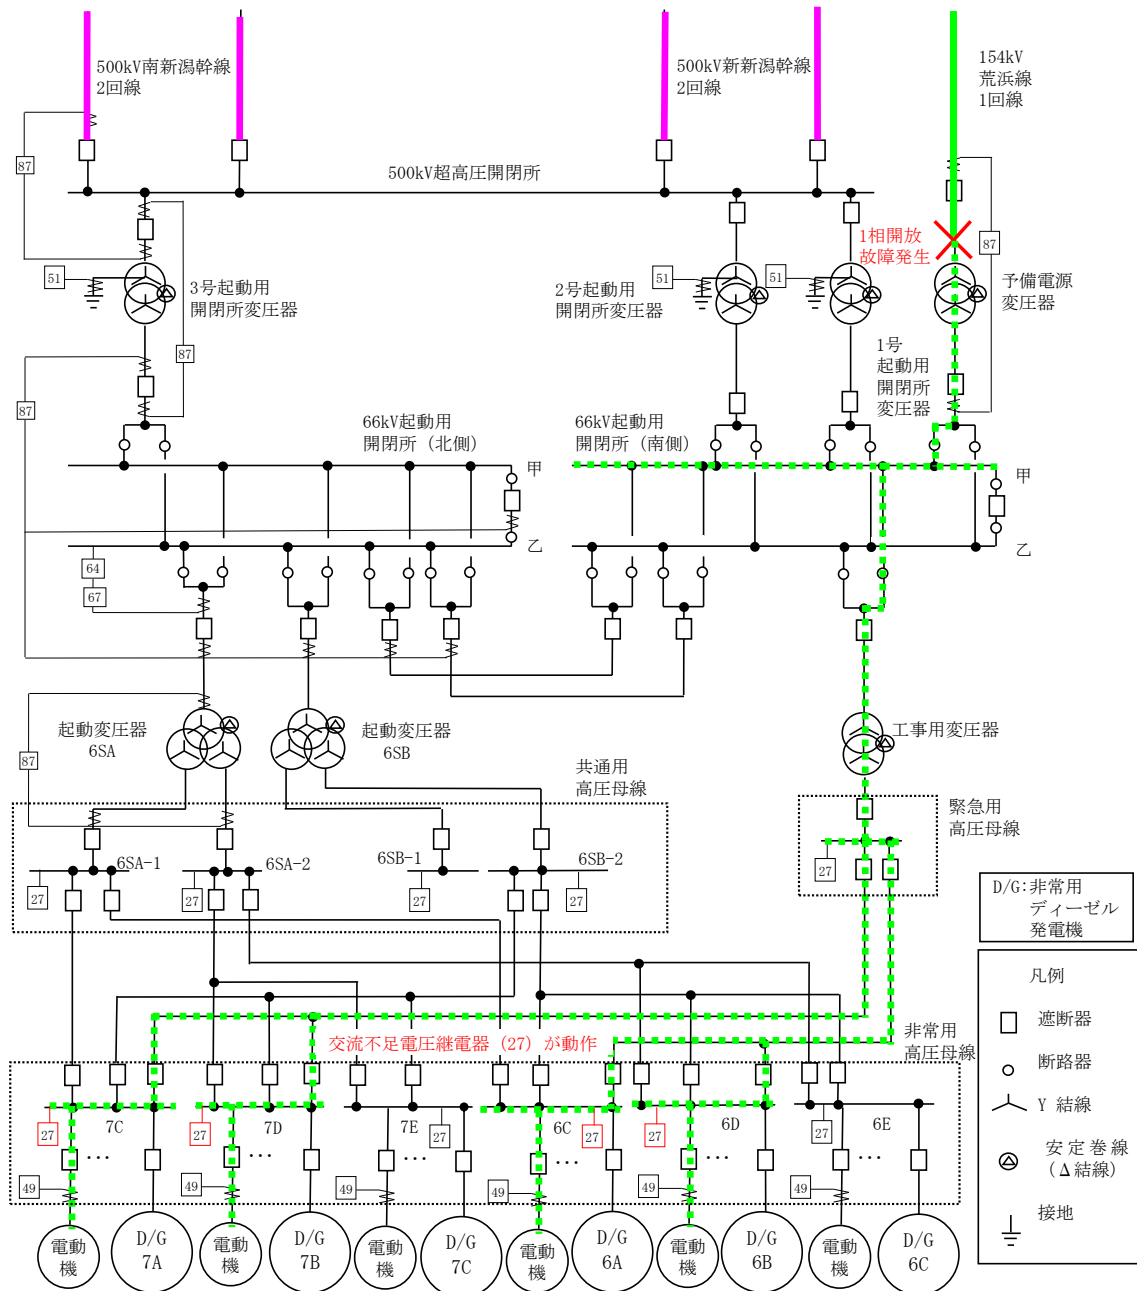 500kV南新潟幹線
2回線
500kV新新潟幹線
2回線
154kV
荒浜線
1回線
87
500kV超高圧開閉所
1相開放
故障発生
87
51
3号起動用
開閉所変圧器
51
2号起動用
開閉所変圧器
51
予備電源
変圧器
87
1号
起動用
開閉所
変圧器
87
66kV起動用
開閉所（北側）
66kV起動用
開閉所（南側）
甲
甲
乙
乙
64
67
起動変圧器
6SA
起動変圧器
6SB
工事用変圧器
87
共通用
高圧母線
緊急用
高圧母線
6SA-1
6SA-2
6SB-1
6SB-2
27
27
27
27
27
D/G:非常用
ディーゼル
発電機
凡例
遮断器
断路器
Y 結線
安定巻線
(Δ結線)
接地
交流不足電圧継電器（27）が動作
非常用
高圧母線
7C
7D
7E
6C
6D
6E
27
27
27
27
27
27
…
…
…
…
…
…
49
49
49
49
49
49
電動
機
D/G
7A
電動
機
D/G
7B
電動
機
D/G
7C
電動
機
D/G
6A
電動
機
D/G
6B
電動
機
D/G
6C